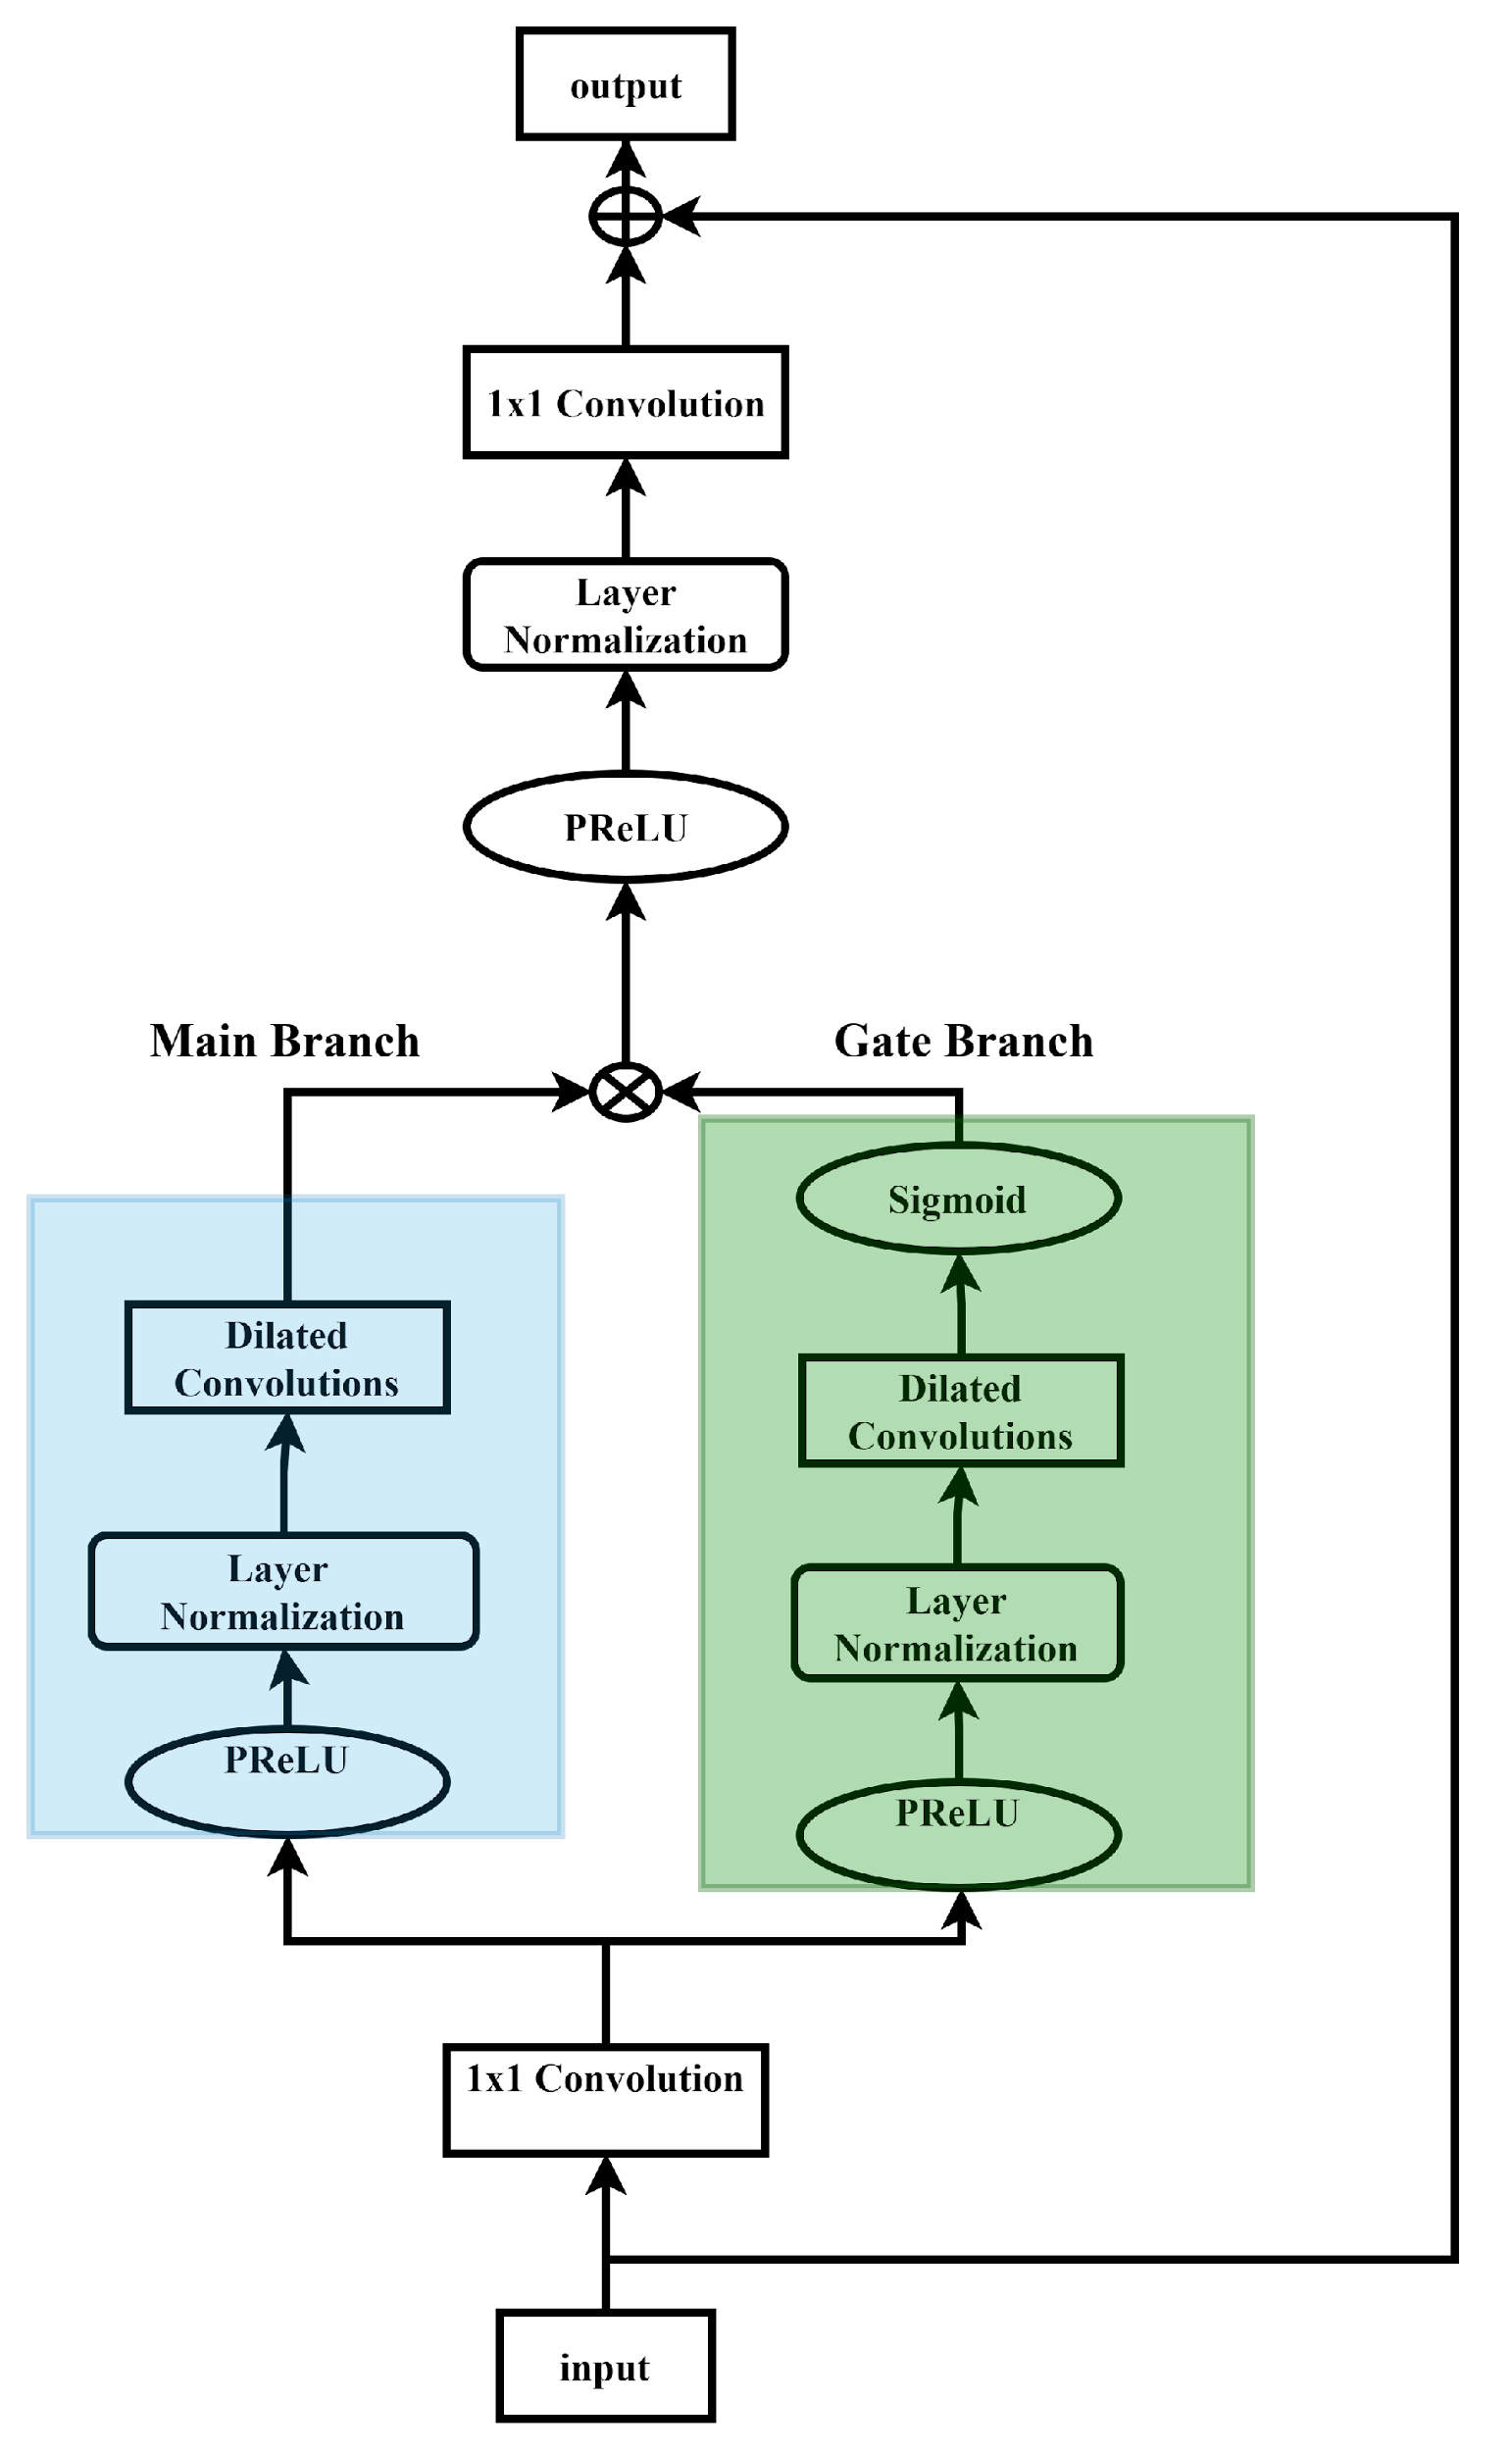 output
1x1 Convolution
Layer
Normalization
PReLU
Main Branch
Gate Branch
Sigmoid
Dilated
Convolutions
Dilated
Convolutions
Layer
Normalization
Layer
Normalization
PReLU
PReLU
1x1 Convolution
input